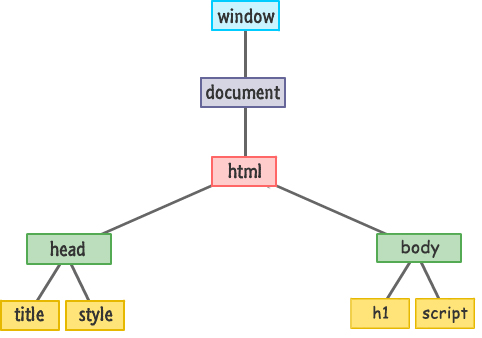 window
document
html
head
body
title
style
h1
script